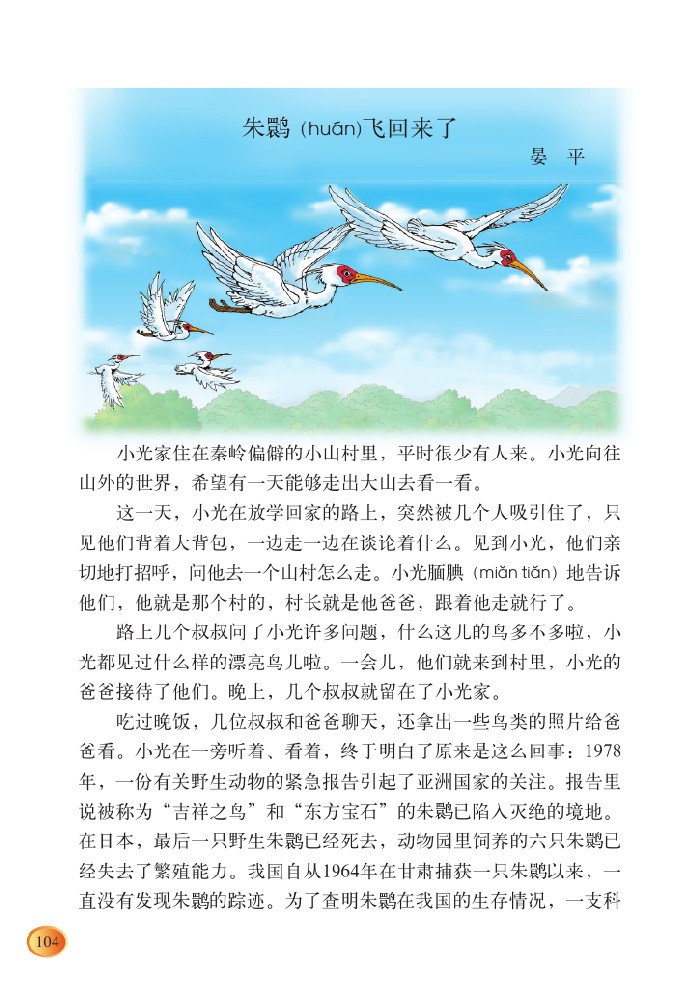 朱鹮 (huán)飞回来了
晏 平
小光家住在秦岭偏僻的小山村里，平时很少有人来。小光向往
山外的世界，希望有一天能够走出大山去看一看。
这一天，小光在放学回家的路上，突然被几个人吸引住了，只
见他们背着大背包，一边走一边在谈论着什么。见到小光，他们亲
切地打招呼，问他去一个山村怎么走。小光腼腆（miǎn tiǎn）地告诉
他们，他就是那个村的，村长就是他爸爸，跟着他走就行了。
路上几个叔叔问了小光许多问题，什么这儿的鸟多不多啦，小
光都见过什么样的漂亮鸟儿啦。一会儿，他们就来到村里，小光的
爸爸接待了他们。晚上，几个叔叔就留在了小光家。
吃过晚饭，几位叔叔和爸爸聊天，还拿出一些鸟类的照片给爸
爸看。小光在一旁听着、看着，终于明白了原来是这么回事：1978
年，一份有关野生动物的紧急报告引起了亚洲国家的关注。报告里
说被称为“吉祥之鸟”和“东方宝石”的朱鹮已陷入灭绝的境地。
在日本，最后一只野生朱鹮已经死去，动物园里饲养的六只朱鹮已
经失去了繁殖能力。我国自从1964年在甘肃捕获一只朱鹮以来，一
直没有发现朱鹮的踪迹。为了查明朱鹮在我国的生存情况，一支科
104